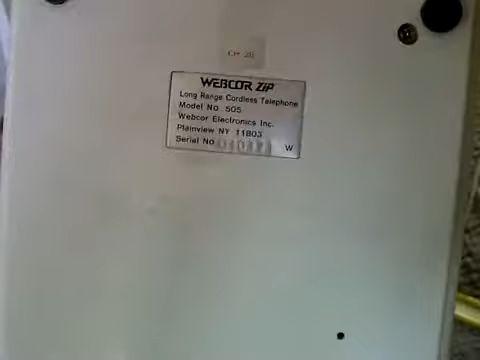 WEBCOR ZIP
Long Range Cordless Telephone
Model No. 505
Webcor Electronics Inc.
Plainview NY 11803
Serial No
W